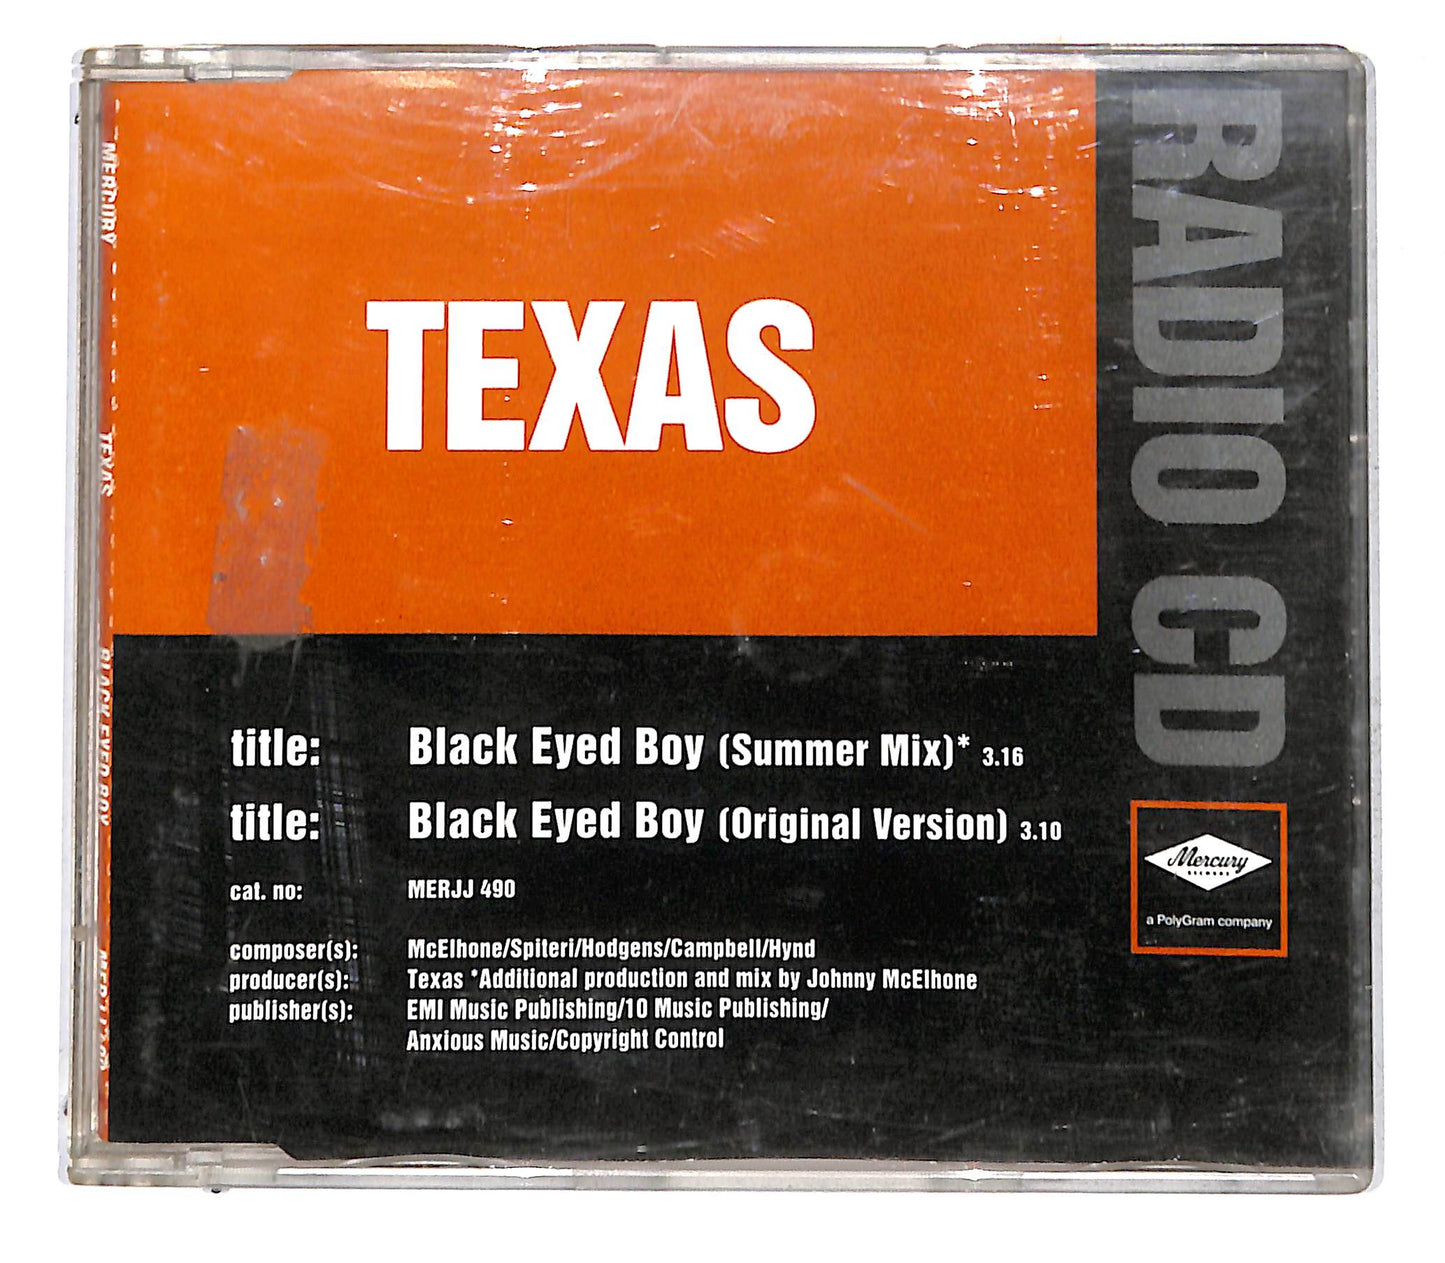 TEXAS
RADIO CD
title: Black Eyed Boy (Summer Mix)* 3.16
title: Black Eyed Boy (Original Version) 3.10
cat. no: MERJJ 490
composer(s): McElhone/Spiteri/Hodgens/Campbell/Hynd
producer(s): Texas *Additional production and mix by Johnny McElhone
publisher(s): EMI Music Publishing/10 Music Publishing/
Anxious Music/Copyright Control
Mercury
RECORDS
a PolyGram company
MERCURY
TEXAS
BLACK EYED BOY